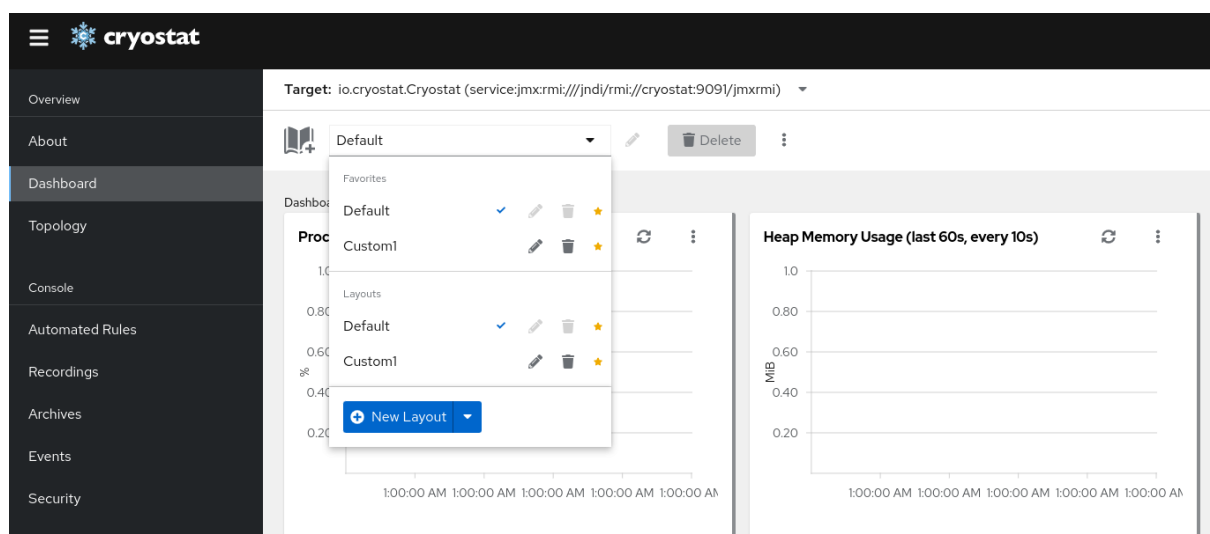 cryostat
Overview
About
Dashboard
Topology
Console
Automated Rules
Recordings
Archives
Events
Security
Target: io.cryostat.Cryostat (service:jmx:rmi:///jndi/rmi://cryostat:9091/jmxrmi)
Default
Delete
Favorites
Default
Custom1
Layouts
Default
Custom1
New Layout
Dashboa
Proc
1.0
0.80
0.60
%
0.40
0.20
1:00:00 AM 1:00:00 AM 1:00:00 AM 1:00:00 AM 1:00:00 AM
Heap Memory Usage (last 60s, every 10s)
1.0
0.80
0.60
MiB
0.40
0.20
1:00:00 AM 1:00:00 AM 1:00:00 AM 1:00:00 AM 1:00:00 AM